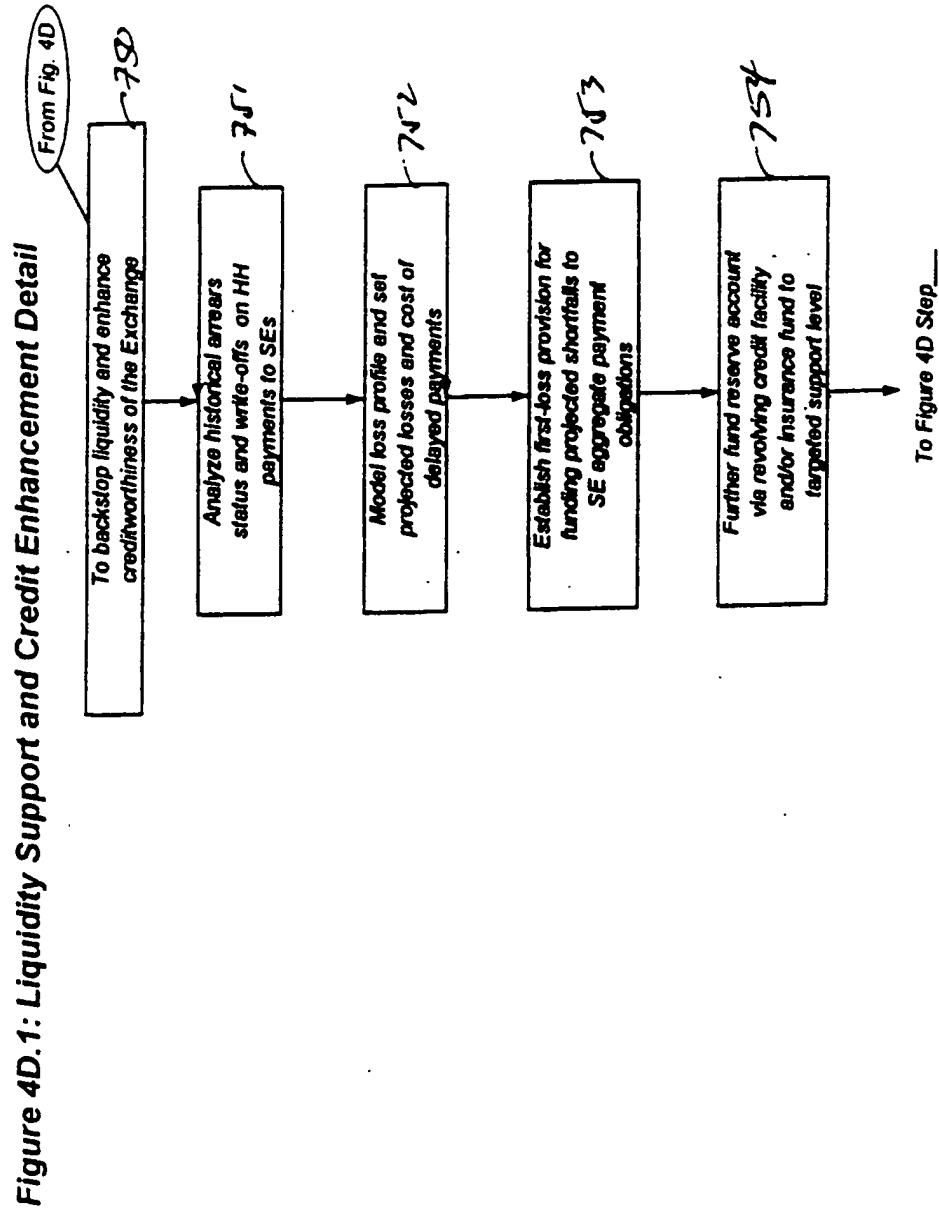 Figure 4D.1: Liquidity Support and Credit Enhancement Detail
From Fig. 4D
To backstop liquidity and enhance
creditworthiness of the Exchange
750
Analyze historical arrears
status and write-offs on HH
payments to SEs
751
Model loss profile and set
projected losses and cost of
delayed payments
752
Establish first-loss provision for
funding projected shortfalls to
SE aggregate payment
obligations
753
Further fund reserve account
via revolving credit facility
and/or insurance fund to
targeted support level
754
To Figure 4D Step___